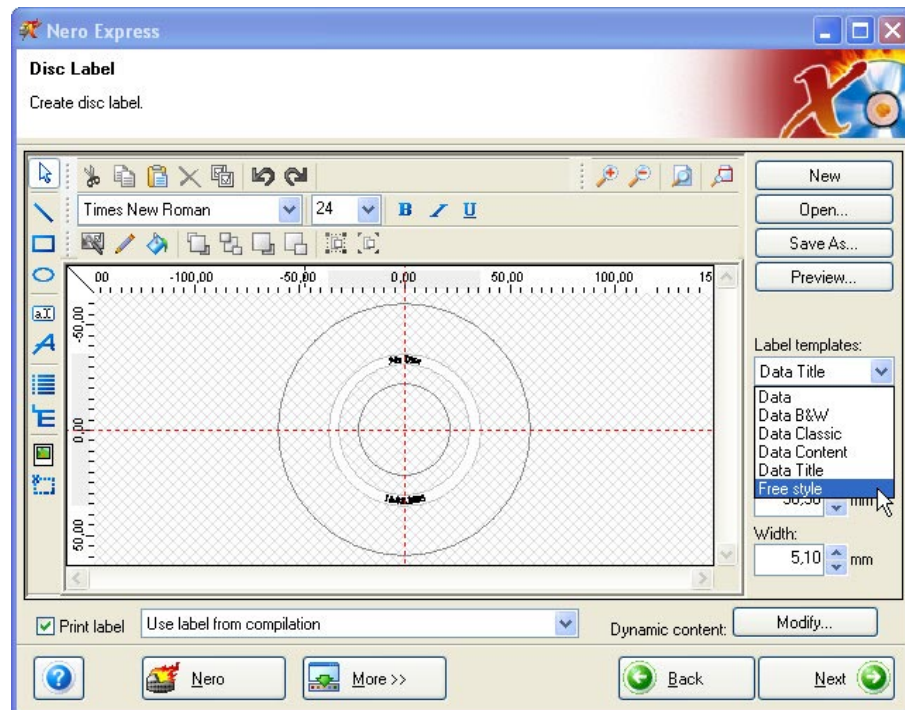 Nero Express
Disc Label
Create disc label.
New
Times New Roman 24 B I U
Open...
Save As...
Preview...
00 -100,00 -50,00 0,00 50,00 100,00 15
-50,00
0,00
50,00
Label templates:
Data Title
Data
Data B&W
Data Classic
Data Content
Data Title
Free style
mm
Width:
5,10 mm
Print label Use label from compilation Dynamic content: Modify...
Nero More >> Back Next